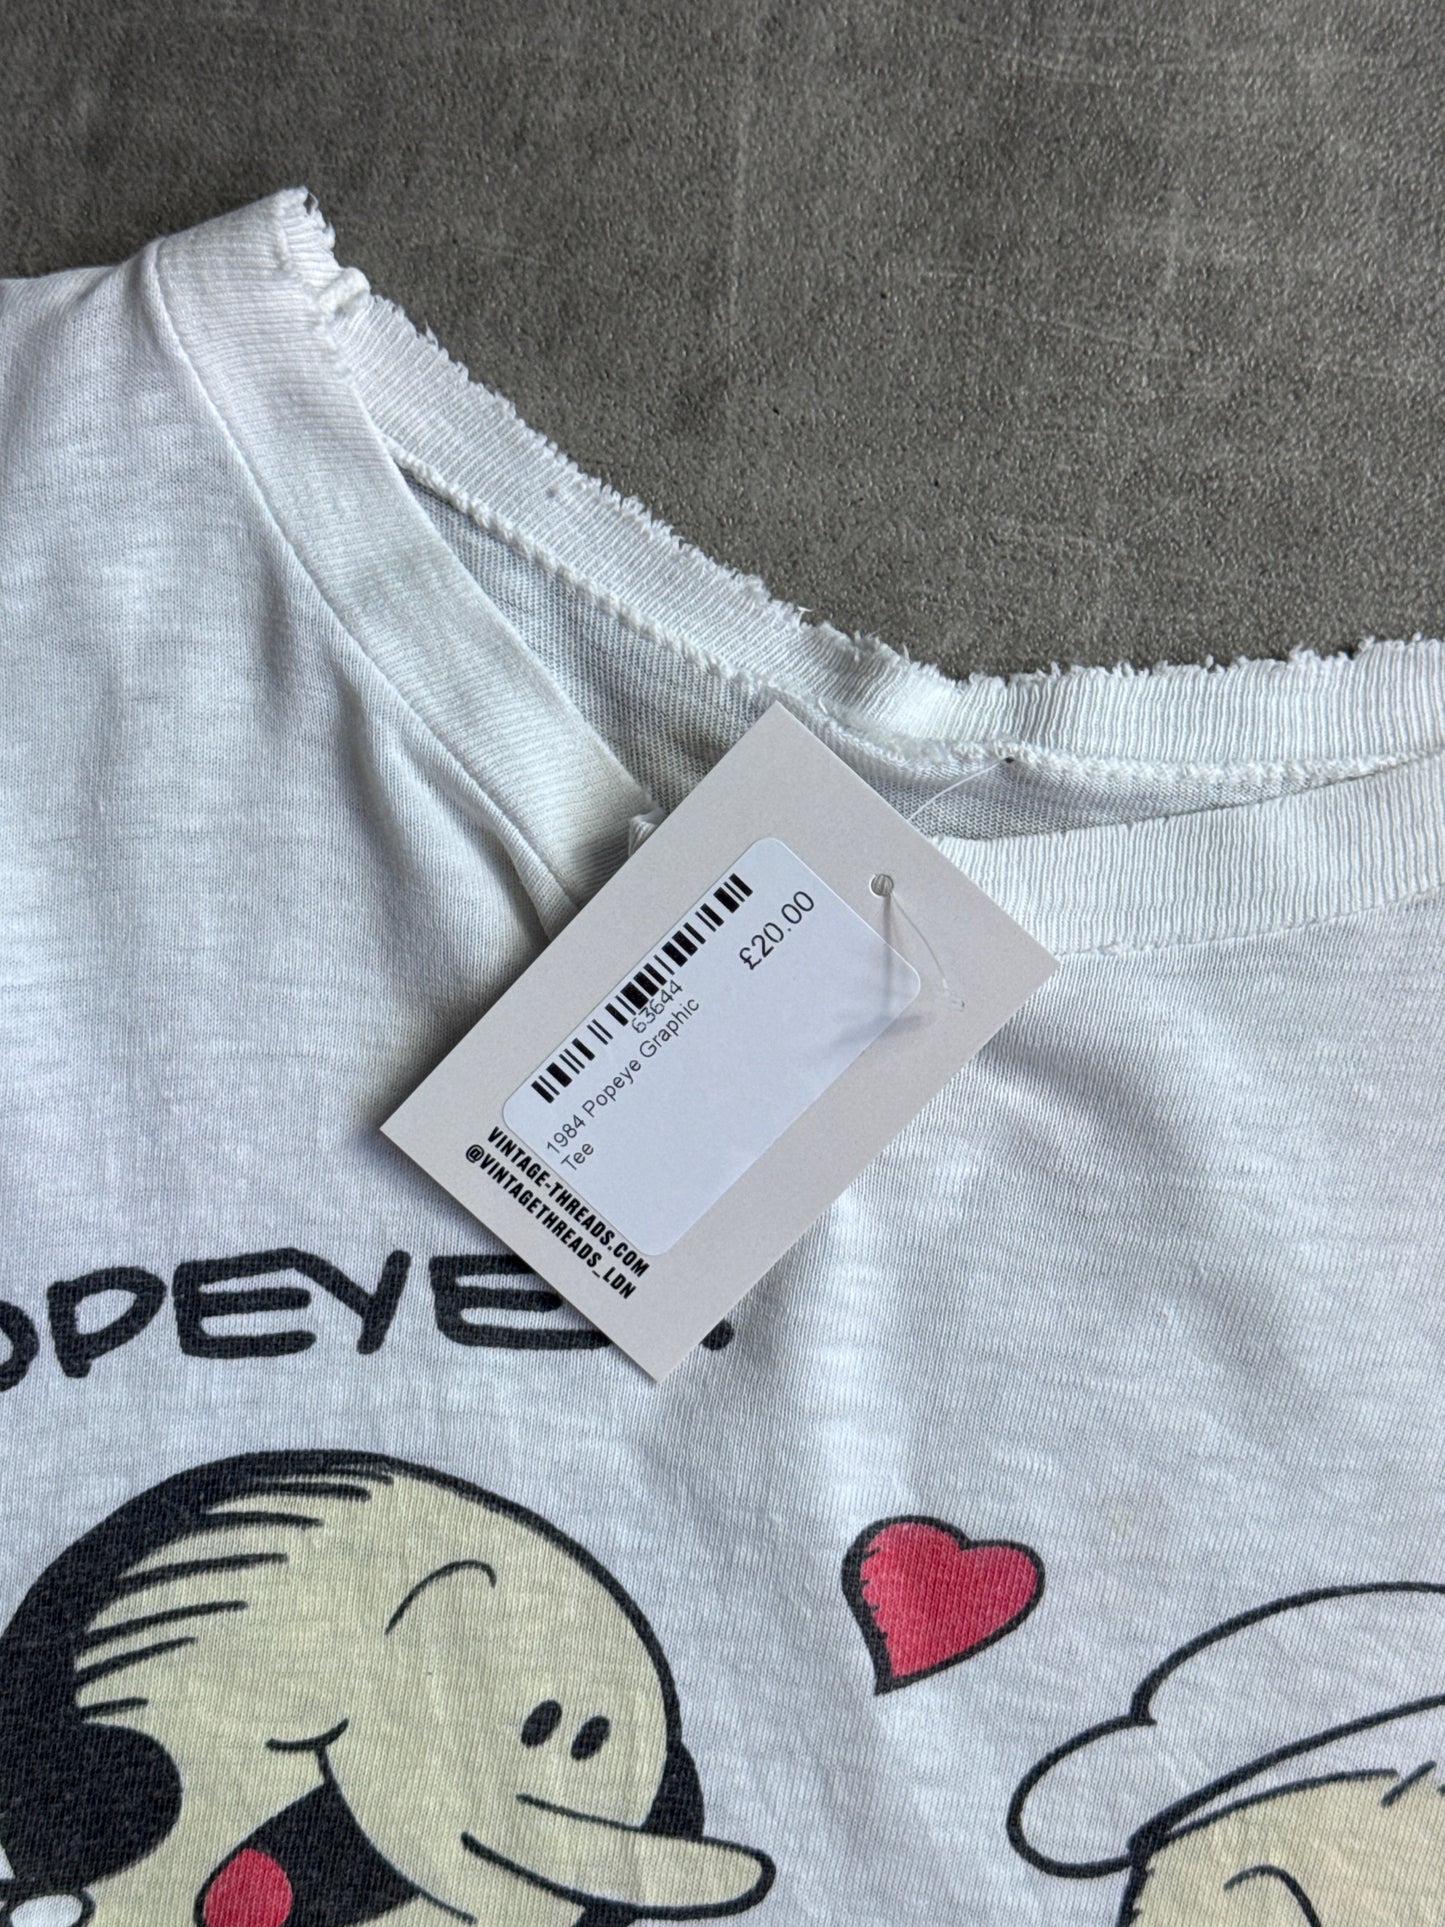 £20.00
63644
1984 Popeye Graphic
Tee
VINTAGE-THREADS.COM
@VINTAGETHREADS_LDN
OPEYE